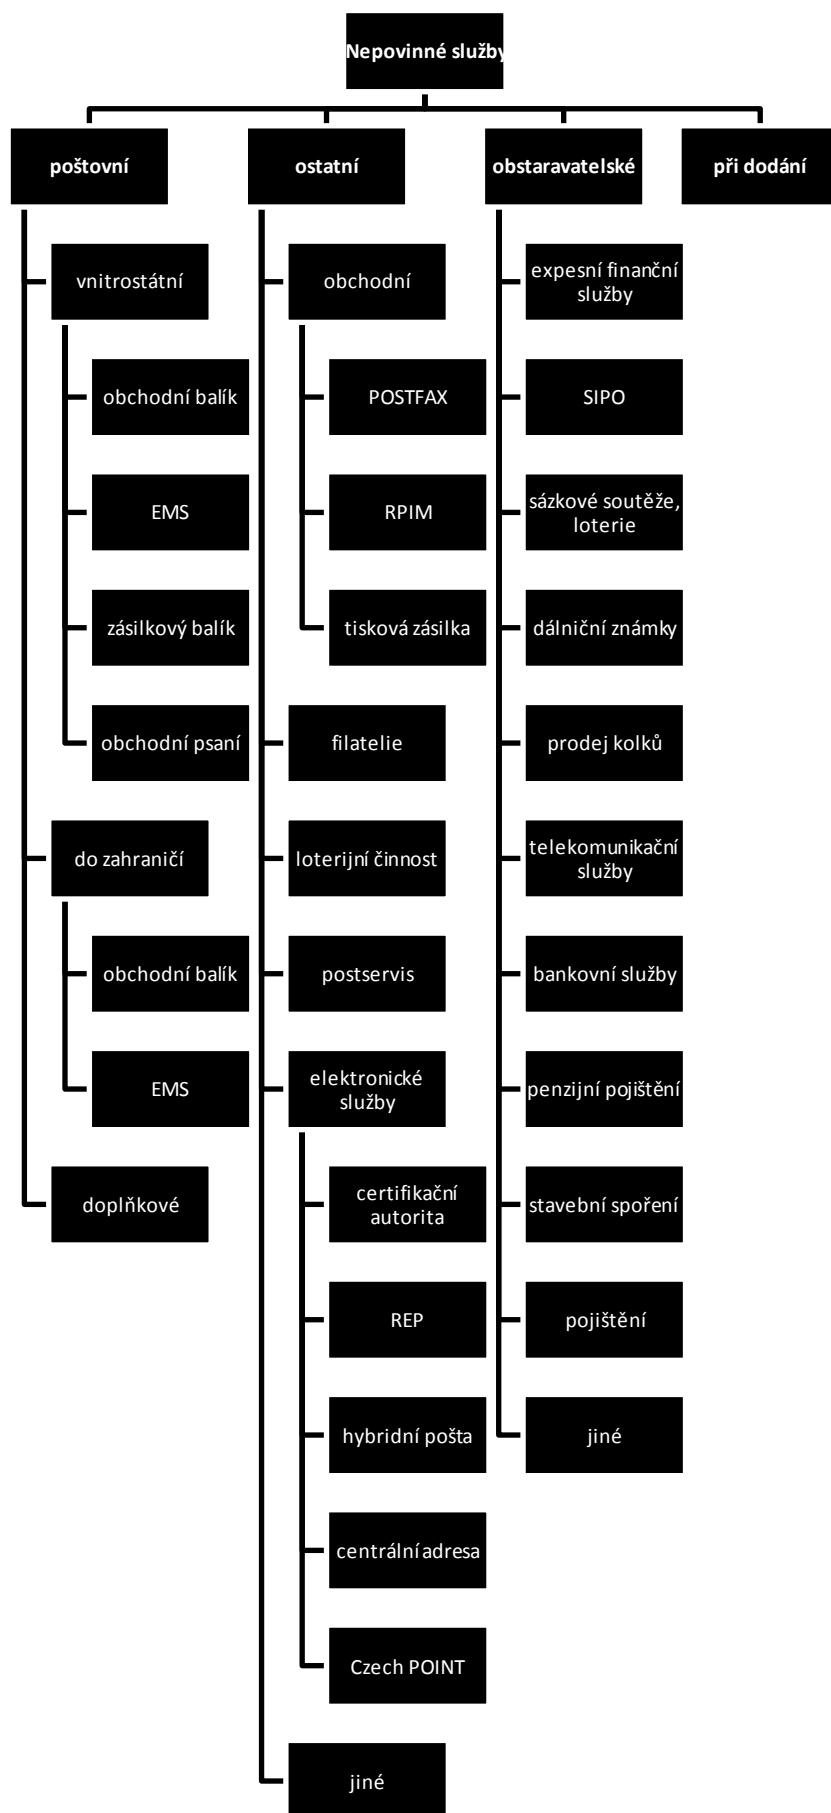 Nepovinné služby
poštovní
vnitrostátní
obchodní balík
EMS
zásilkový balík
obchodní psaní
do zahraničí
obchodní balík
EMS
doplňkové
ostatní
obchodní
POSTFAX
RPIM
tisková zásilka
filatelie
loterijní činnost
postservis
elektronické
služby
certifikační
autorita
REP
hybridní pošta
centrální adresa
Czech POINT
jiné
obstaravatelské
expesní finanční
služby
SIPO
sázkové soutěže,
loterie
dálniční známky
prodej kolků
telekomunikační
služby
bankovní služby
penzijní pojištění
stavební spoření
pojištění
jiné
při dodání